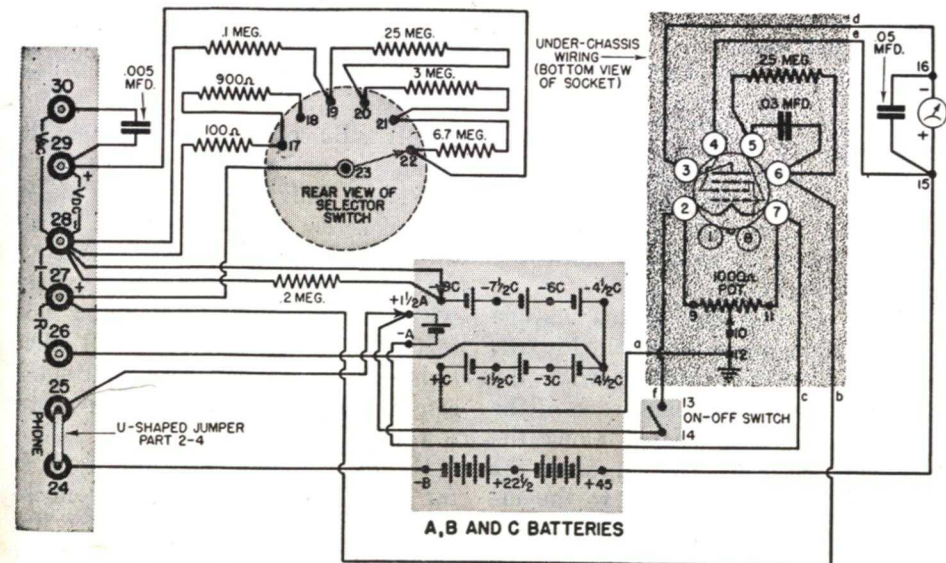 30
.005
MFD.
VAC
29
+
VDC
28
-
I
27
+
R
26
25
PHONE
24
U-SHAPED JUMPER
PART 2-4
.1 MEG.
900Ω
100Ω
.25 MEG.
3 MEG.
6.7 MEG.
17
18
19
20
21
22
23
REAR VIEW OF
SELECTOR
SWITCH
.2 MEG.
-9C
-7½C
-6C
-4½C
+1½A
-A
+C
-1½C
-3C
-4½C
-B
+22½
+45
A, B AND C BATTERIES
UNDER-CHASSIS
WIRING
(BOTTOM VIEW
OF SOCKET)
.25 MEG.
.03 MFD.
4
5
3
6
2
7
1
8
1000Ω
POT.
9
11
10
12
a
f
c
b
13
ON-OFF SWITCH
14
d
e
.05
MFD.
16
-
+
15